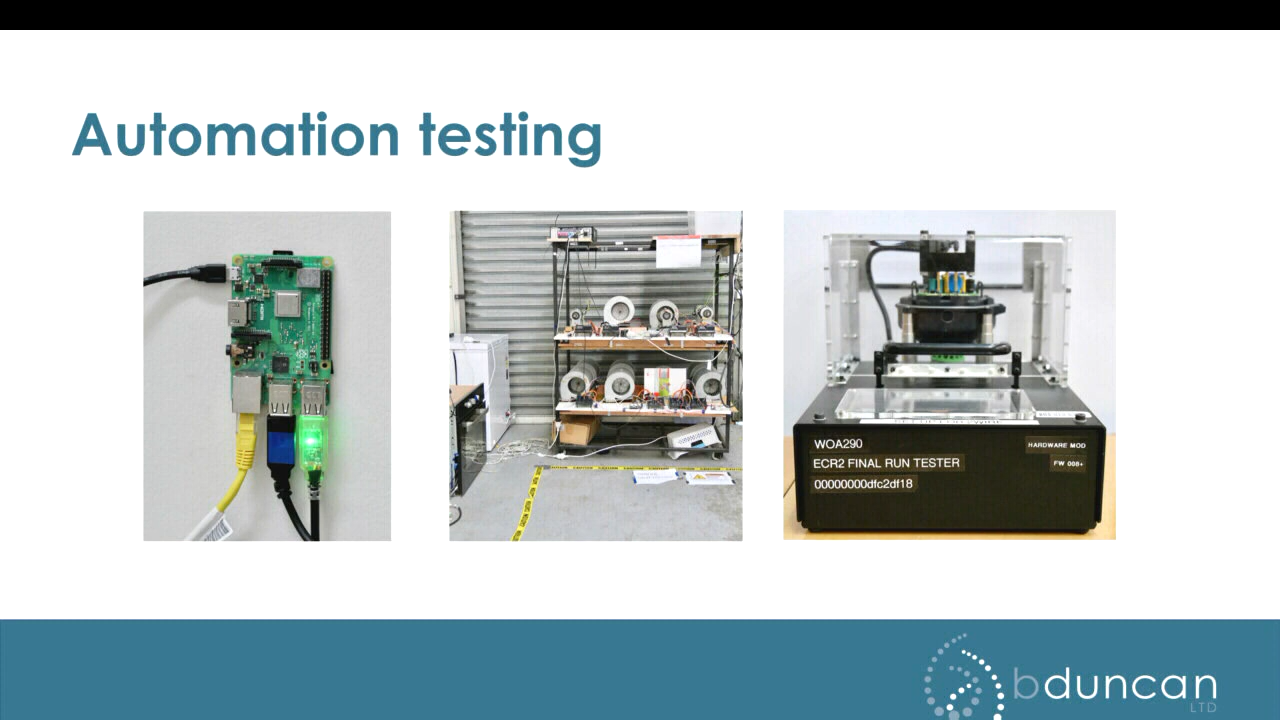 Automation testing
WOA290
ECR2 FINAL RUN TESTER
00000000dfc2df18
HARDWARE MOD
FW 008+
bduncan
LTD